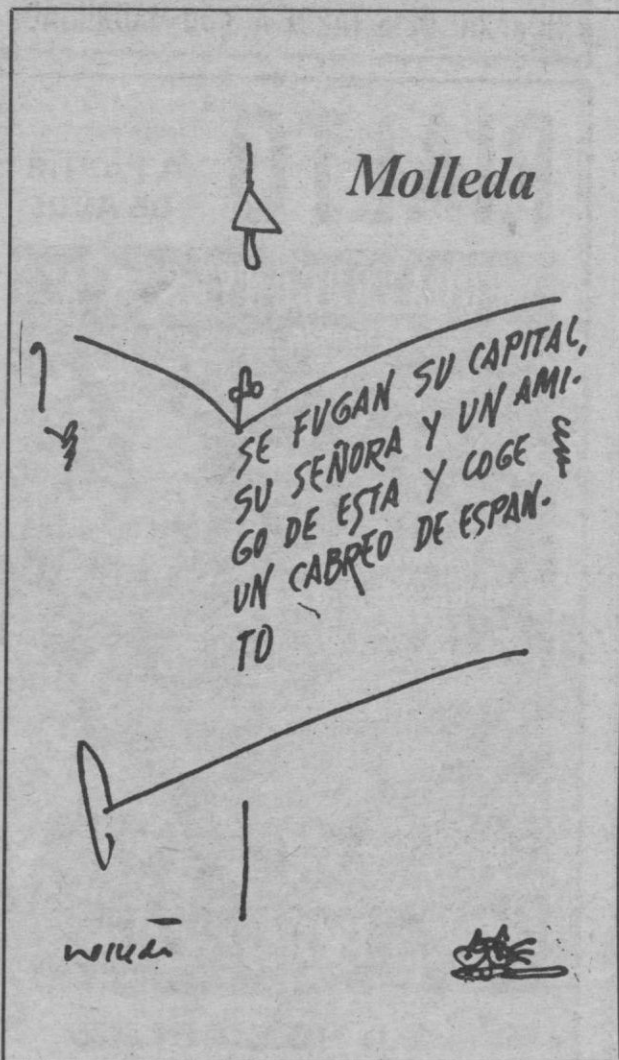 Molleda
SE FUGAN SU CAPITAL,
SU SEÑORA Y UN AMI-
GO DE ESTA Y COGE
UN CABREO DE ESPAN-
TO